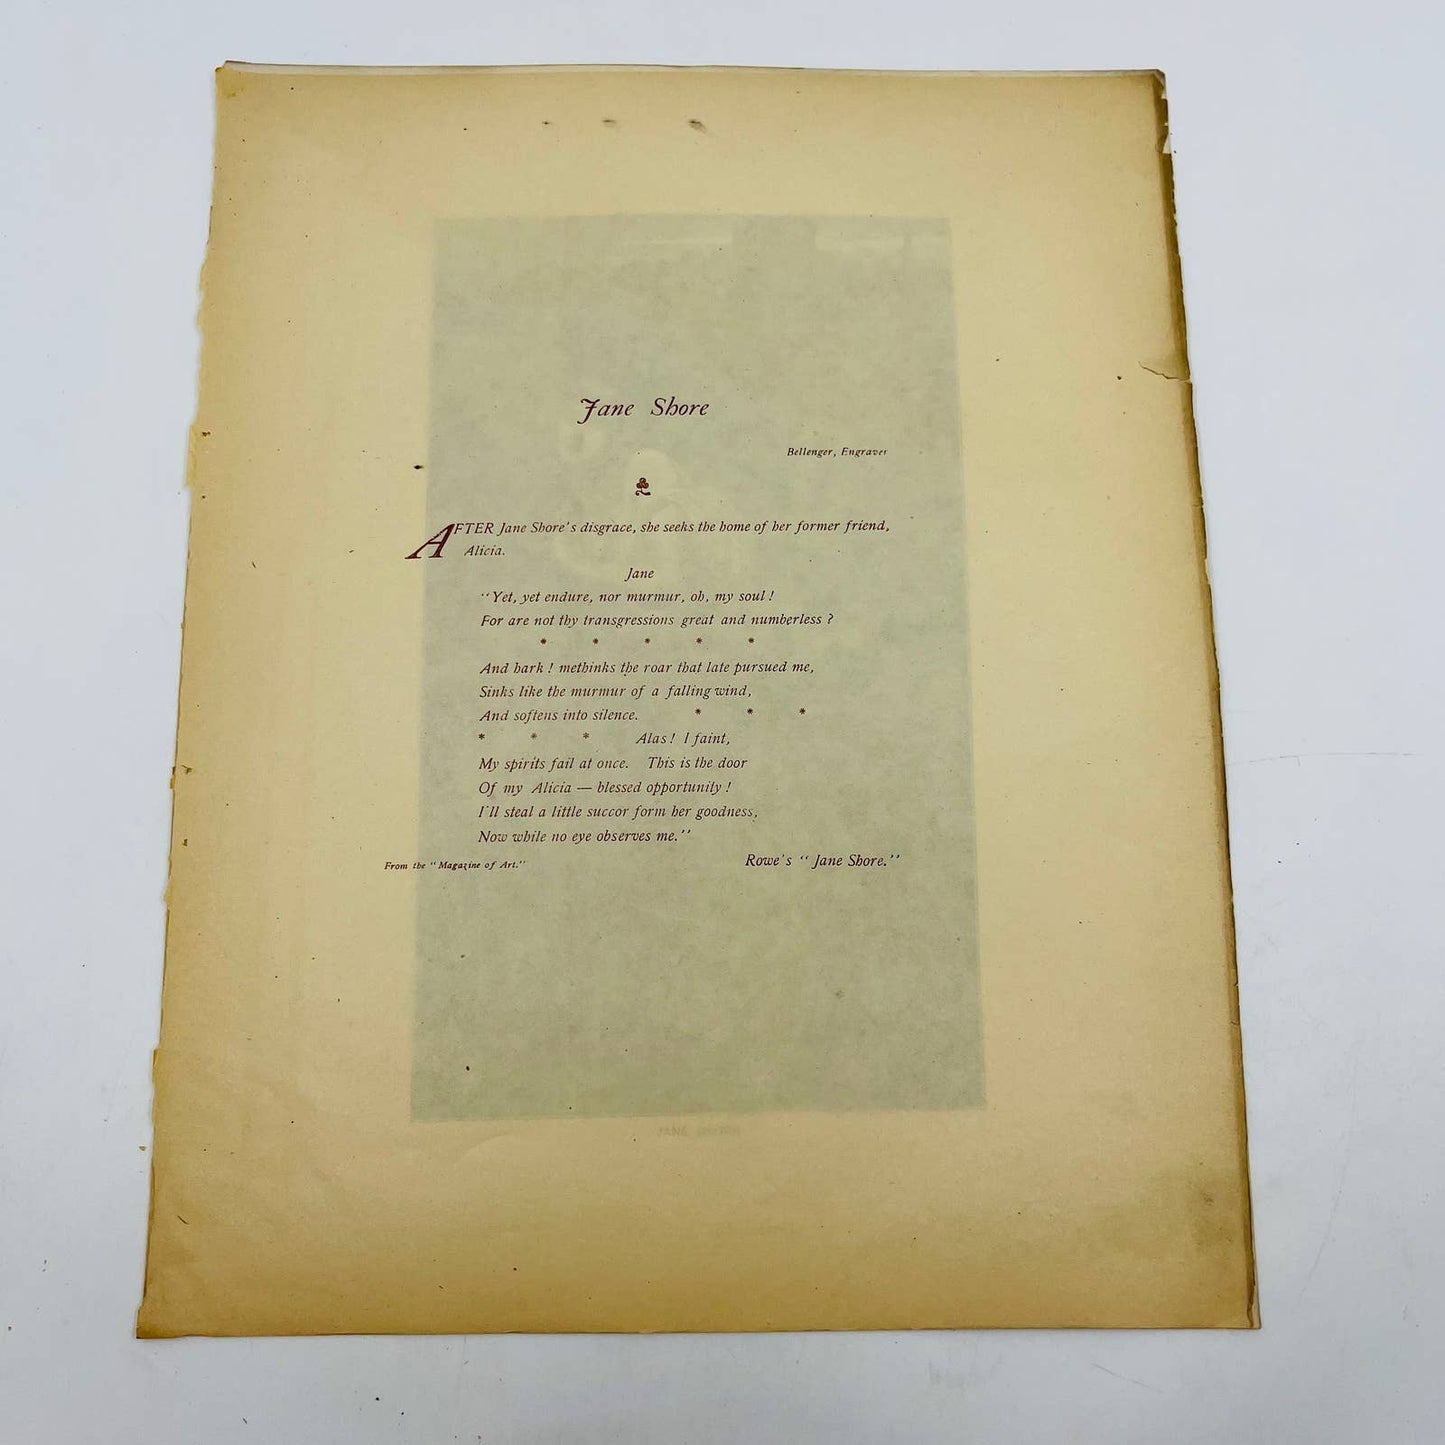 Jane Shore
Bellenger, Engraver
AFTER Jane Shore's disgrace, she seeks the home of her former friend,
Alicia.
Jane
"Yet, yet endure, nor murmur, oh, my soul!
For are not thy transgressions great and numberless?
* * * * *
And hark! methinks the roar that late pursued me,
Sinks like the murmur of a falling wind,
And softens into silence. * * *
* * * Alas! I faint,
My spirits fail at once. This is the door
Of my Alicia — blessed opportunity!
I'll steal a little succor form her goodness,
Now while no eye observes me."
From the "Magazine of Art." Rowe's "Jane Shore."